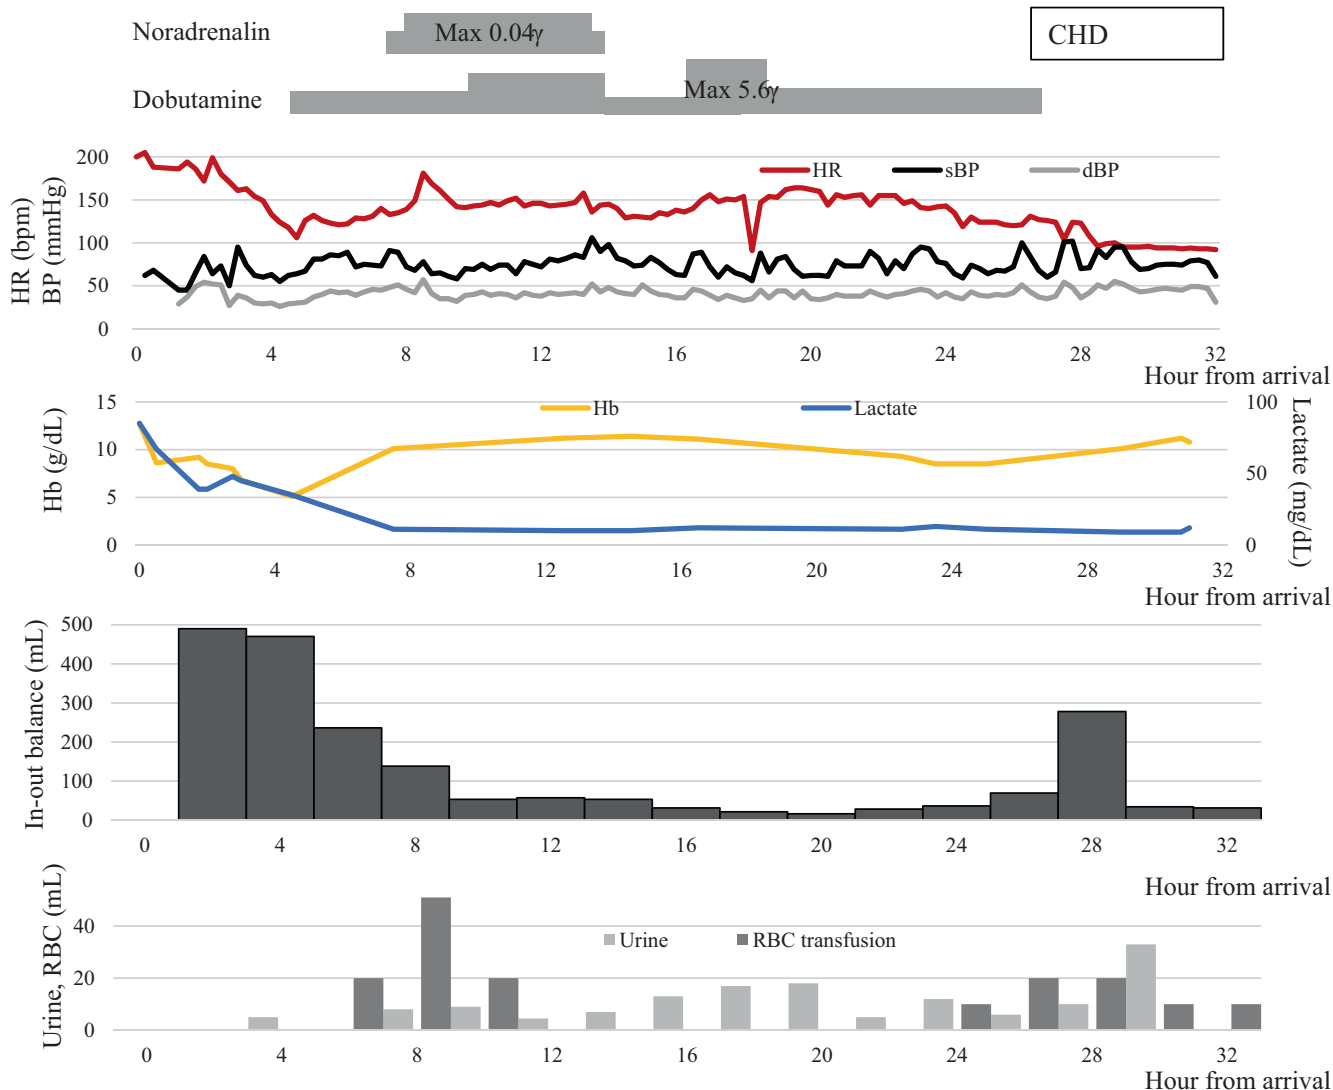 Noradrenalin
Max 0.04γ
CHD
Dobutamine
Max 5.6γ
HR (bpm)
BP (mmHg)
200
150
100
50
0
HR
sBP
dBP
0 4 8 12 16 20 24 28 32
Hour from arrival
Hb (g/dL)
15
10
5
0
Hb
Lactate
100
50
0
Lactate (mg/dL)
0 4 8 12 16 20 24 28 32
Hour from arrival
In-out balance (mL)
500
400
300
200
100
0
0 4 8 12 16 20 24 28 32
Hour from arrival
Urine, RBC (mL)
40
20
0
Urine
RBC transfusion
0 4 8 12 16 20 24 28 32
Hour from arrival